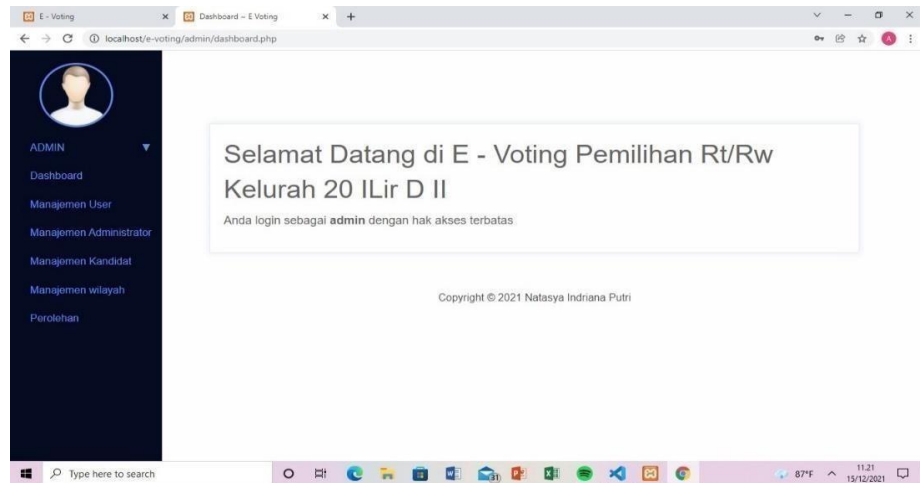 E - Voting
Dashboard – E Voting
localhost/e-voting/admin/dashboard.php
A
ADMIN
Dashboard
Manajemen User
Manajemen Administrator
Manajemen Kandidat
Manajemen wilayah
Perolehan
Selamat Datang di E - Voting Pemilihan Rt/Rw
Kelurah 20 ILir D II
Anda login sebagai admin dengan hak akses terbatas
Copyright © 2021 Natasya Indriana Putri
Type here to search
87°F
11.21
15/12/2021